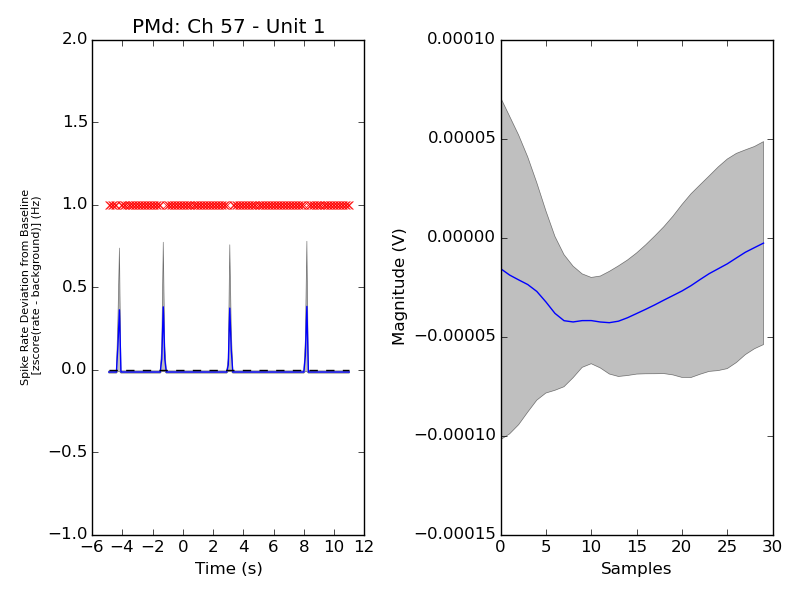 PMd: Ch 57 - Unit 1
2.0
1.5
1.0
0.5
0.0
−0.5
−1.0
−6 −4 −2 0 2 4 6 8 10 12
Time (s)
Spike Rate Deviation from Baseline
[zscore(rate - background)] (Hz)
0.00010
0.00005
0.00000
−0.00005
−0.00010
−0.00015
0 5 10 15 20 25 30
Samples
Magnitude (V)